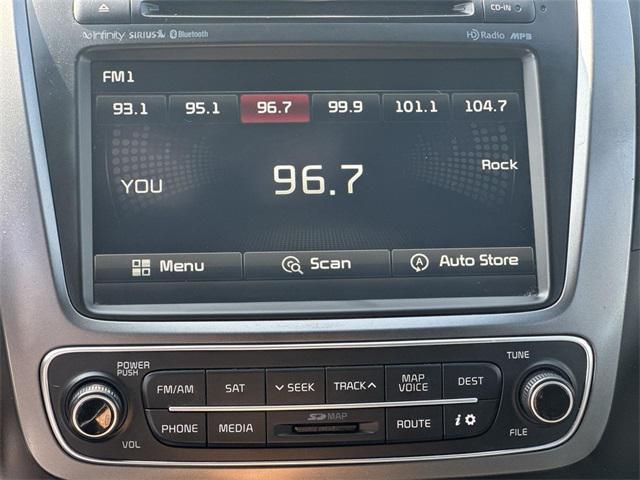 CD-IN
Infinity SIRIUS XM Bluetooth HD Radio MP3
FM1
93.1 95.1 96.7 99.9 101.1 104.7
Rock
YOU 96.7
Menu Scan A Auto Store
POWER
PUSH
VOL
FM/AM SAT SEEK TRACK MAP VOICE DEST
SD MAP
PHONE MEDIA ROUTE i
TUNE
FILE